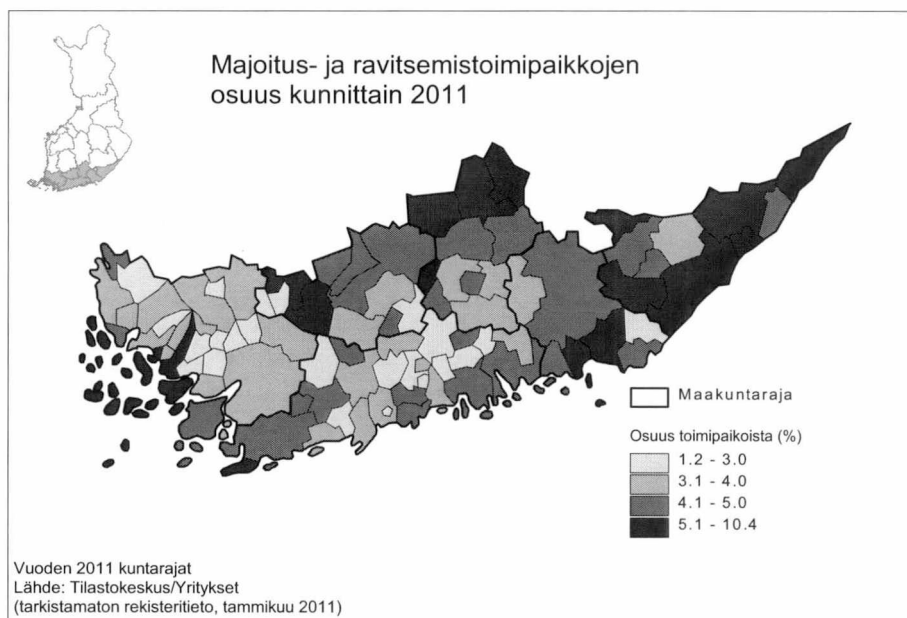 Majoitus- ja ravitsemistoimipaikkojen
osuus kunnittain 2011
Maakuntaraja
Osuus toimipaikoista (%)
1.2 - 3.0
3.1 - 4.0
4.1 - 5.0
5.1 - 10.4
Vuoden 2011 kuntarajat
Lähde: Tilastokeskus/Yritykset
(tarkistamaton rekisteritieto, tammikuu 2011)